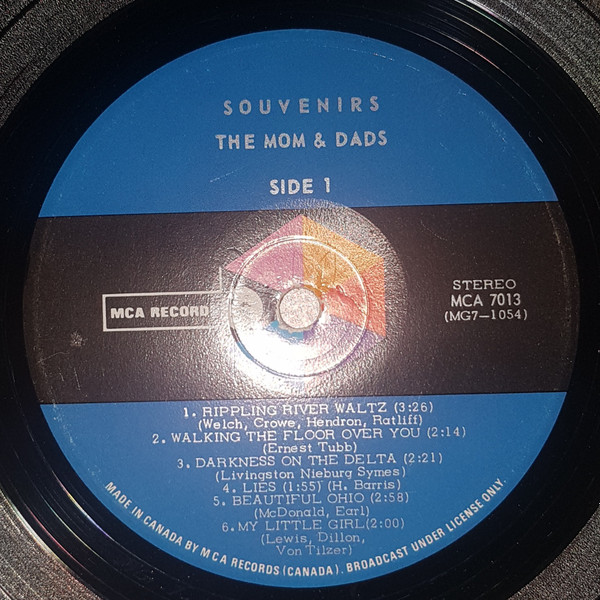 SOUVENIRS
THE MOM & DADS
SIDE 1
MCA RECORD
STEREO
MCA 7013
(MG7-1054)
1. RIPPLING RIVER WALTZ (3:26)
(Welch, Crowe, Hendron, Ratliff)
2. WALKING THE FLOOR OVER YOU (2:14)
(Ernest Tubb)
3. DARKNESS ON THE DELTA (2:21)
(Livingston Nieburg Symes)
4. LIES (1:55) (H. Barris)
5. BEAUTIFUL OHIO (2:58)
(McDonald, Earl)
6. MY LITTLE GIRL(2:00)
(Lewis, Dillon,
Von Tilzer)
MADE IN CANADA BY M C A RECORDS (CANADA). BROADCAST UNDER LICENSE ONLY.